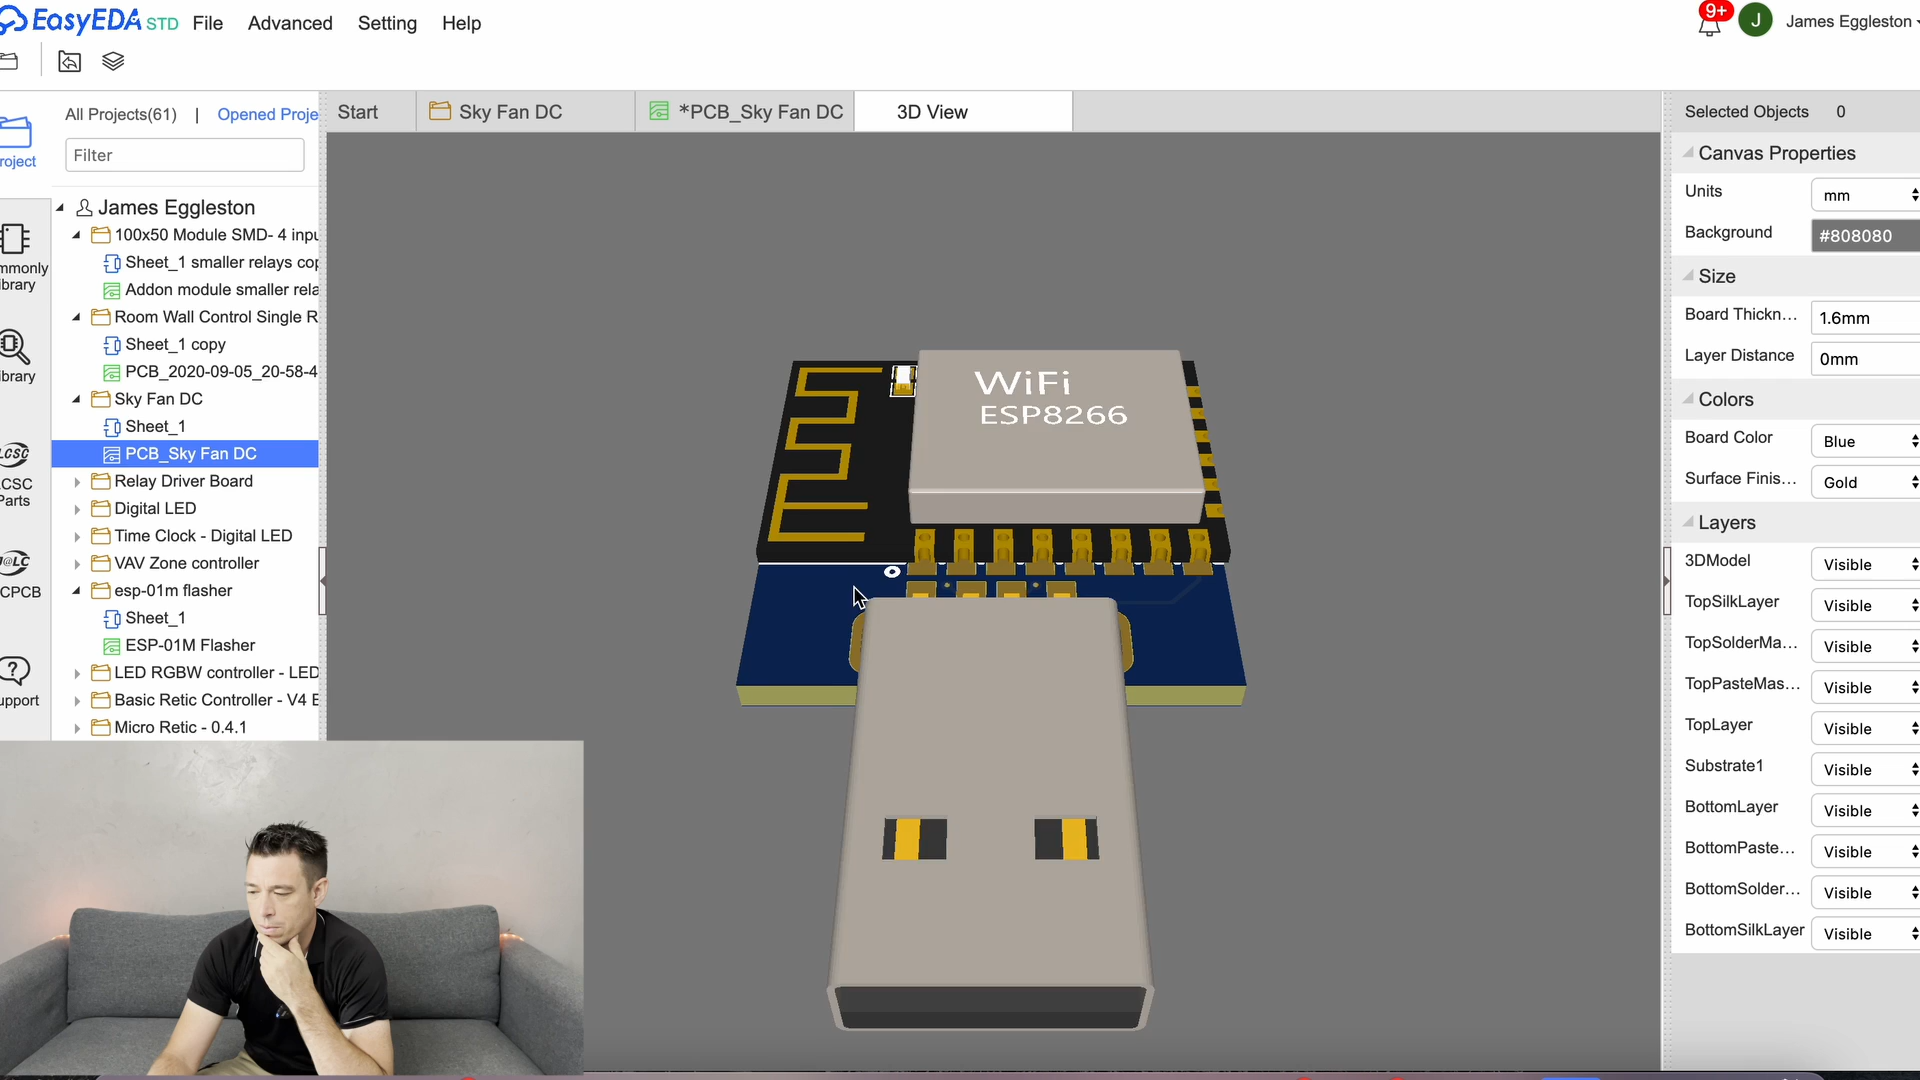 EasyEDA STD File Advanced Setting Help
9+
J James Eggleston
All Projects(61) | Opened Proje
Filter
roject
mmonly
ibrary
ibrary
LCSC
CSC
Parts
J@LC
CPCB
upport
James Eggleston
100x50 Module SMD- 4 inpu
Sheet_1 smaller relays cop
Addon module smaller rela
Room Wall Control Single R
Sheet_1 copy
PCB_2020-09-05_20-58-4
Sky Fan DC
Sheet_1
PCB_Sky Fan DC
Relay Driver Board
Digital LED
Time Clock - Digital LED
VAV Zone controller
esp-01m flasher
Sheet_1
ESP-01M Flasher
LED RGBW controller - LED
Basic Retic Controller - V4 E
Micro Retic - 0.4.1
Start Sky Fan DC *PCB_Sky Fan DC 3D View
WiFi
ESP8266
Selected Objects 0
Canvas Properties
Units mm
Background #808080
Size
Board Thickn... 1.6mm
Layer Distance 0mm
Colors
Board Color Blue
Surface Finis... Gold
Layers
3DModel Visible
TopSilkLayer Visible
TopSolderMa... Visible
TopPasteMas... Visible
TopLayer Visible
Substrate1 Visible
BottomLayer Visible
BottomPaste... Visible
BottomSolder... Visible
BottomSilkLayer Visible